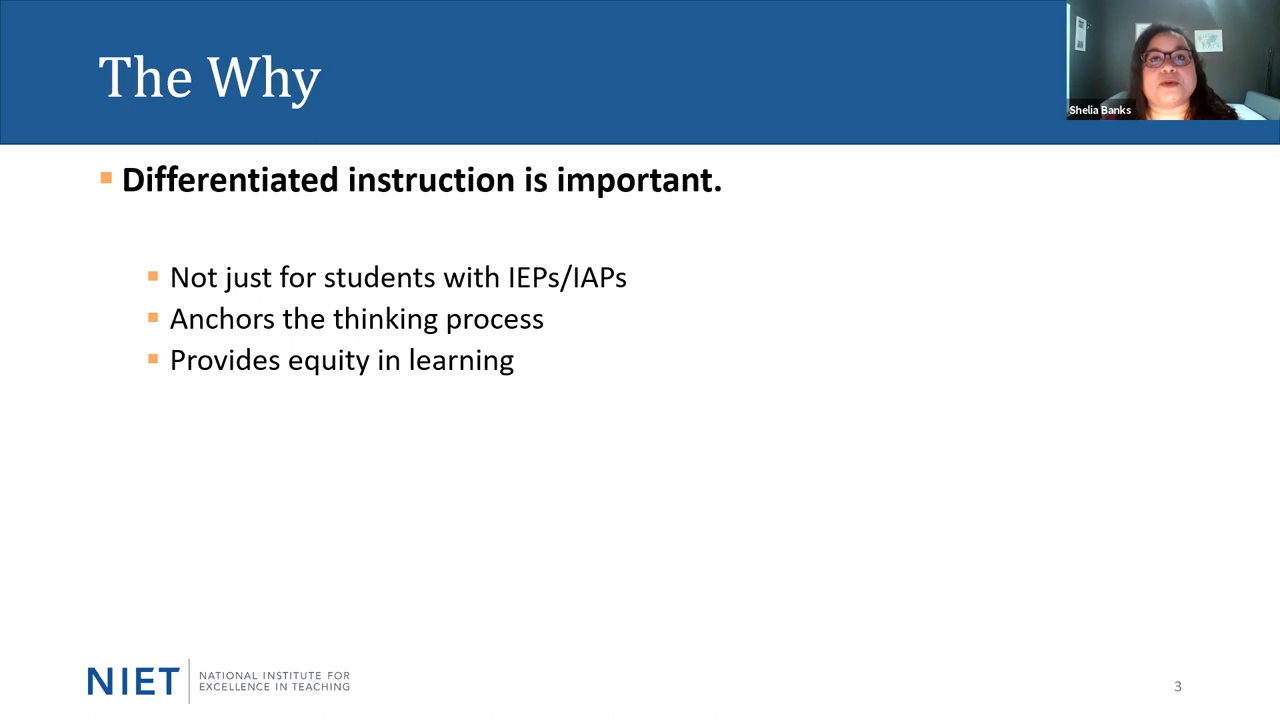 The Why
Shelia Banks
Differentiated instruction is important.
Not just for students with IEPs/IAPs
Anchors the thinking process
Provides equity in learning
NIET
NATIONAL INSTITUTE FOR
EXCELLENCE IN TEACHING
3